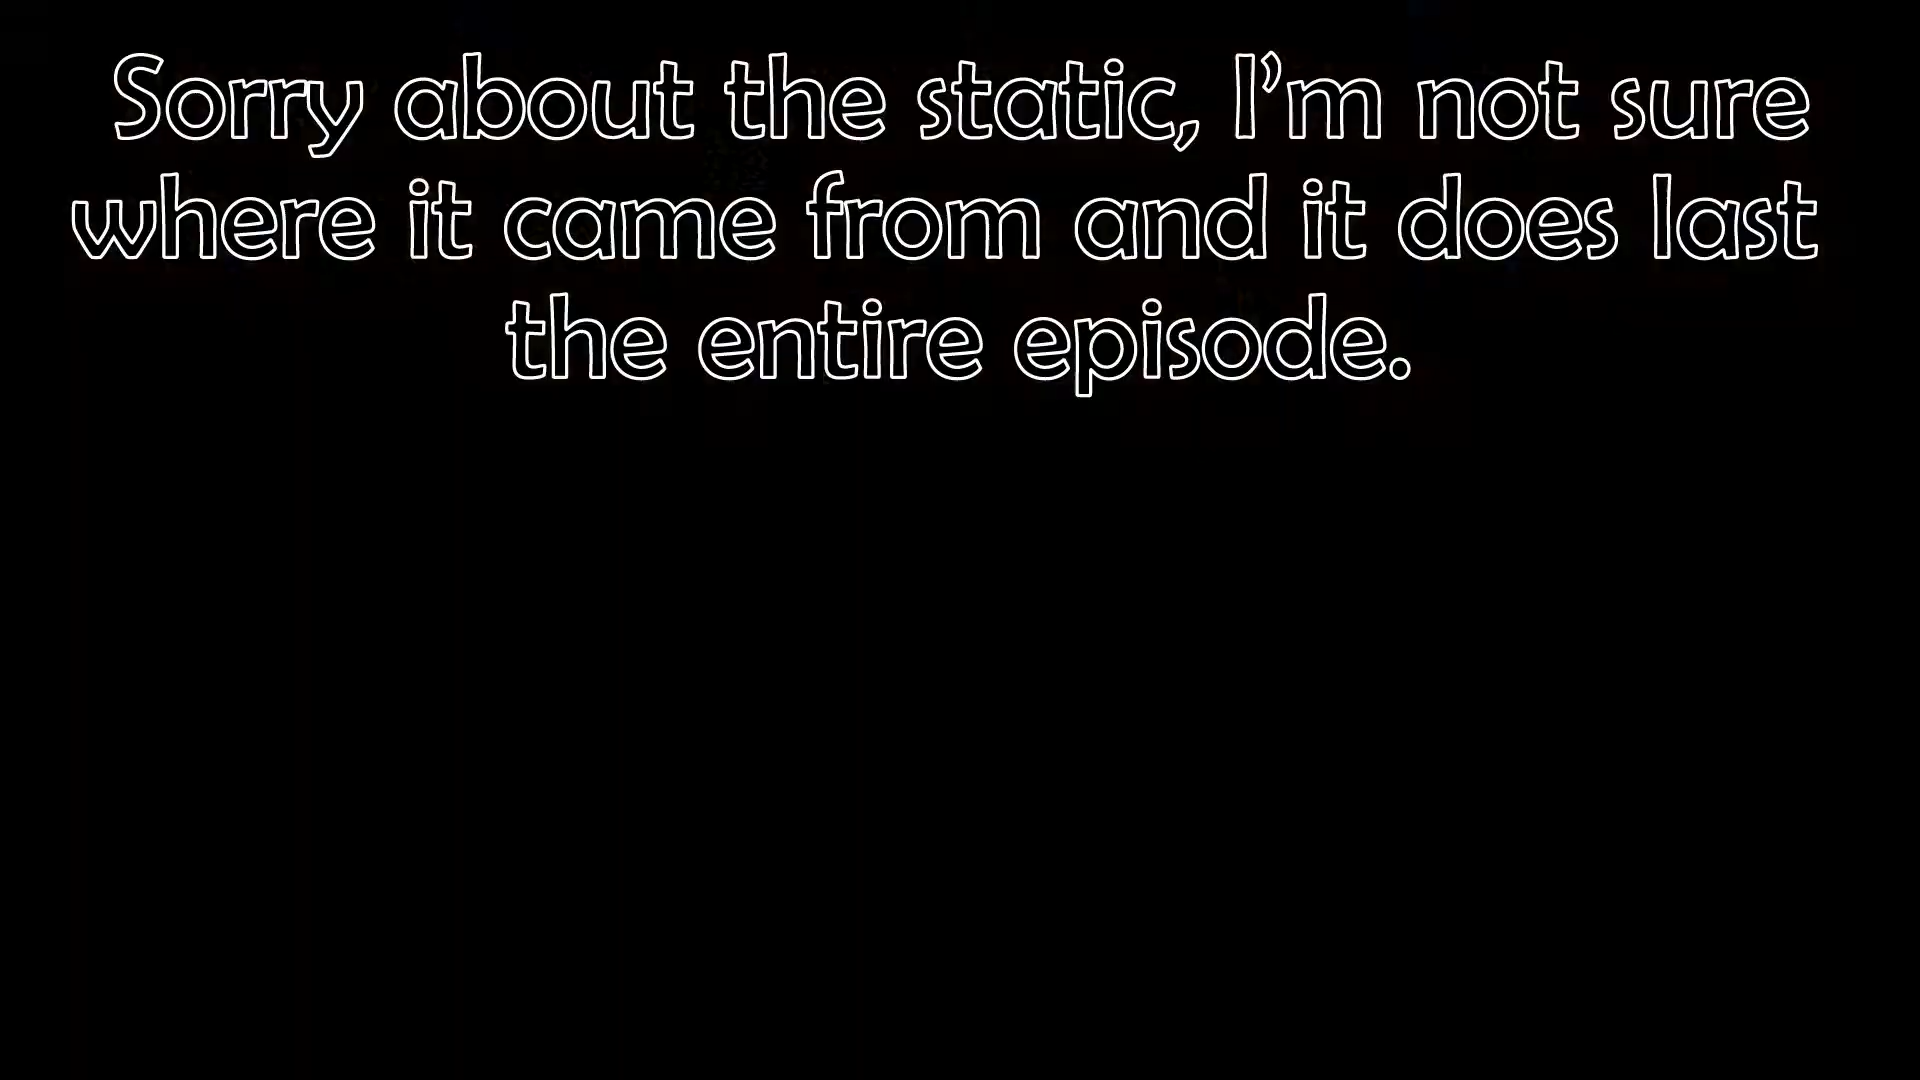 Sorry about the static, I’m not sure
where it came from and it does last
the entire episode.